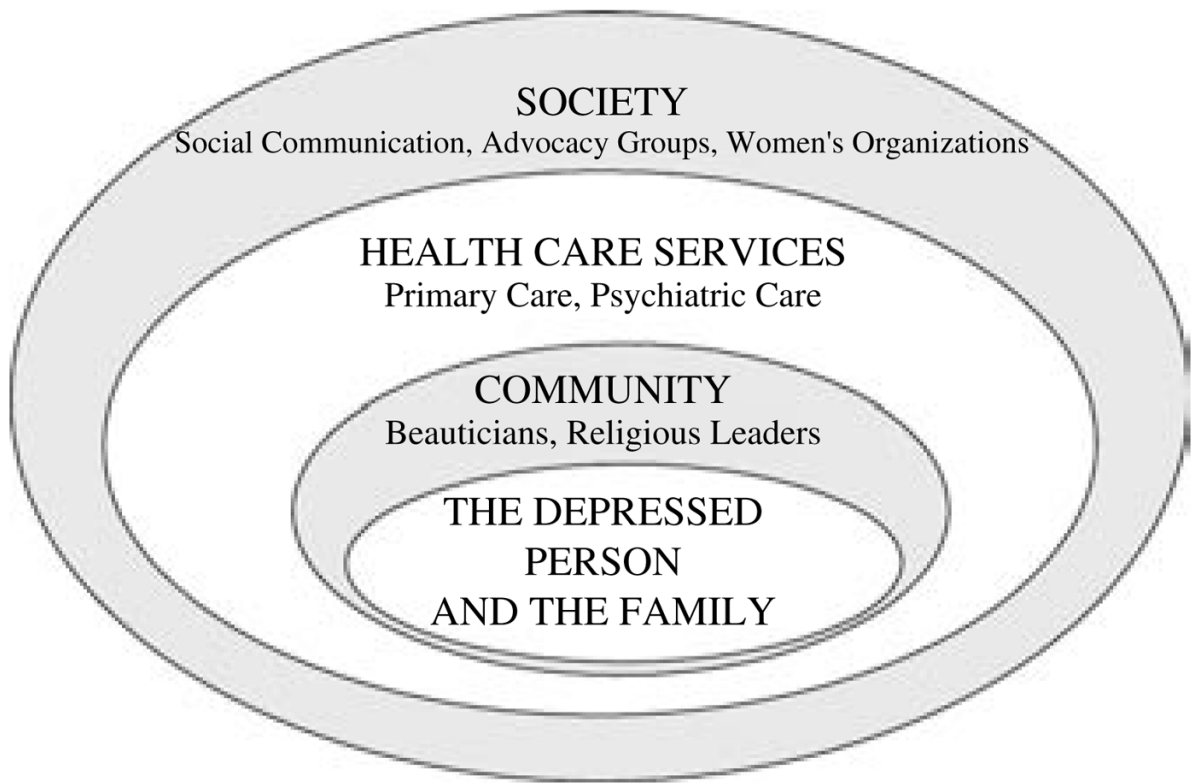 SOCIETY
Social Communication, Advocacy Groups, Women's Organizations
HEALTH CARE SERVICES
Primary Care, Psychiatric Care
COMMUNITY
Beauticians, Religious Leaders
THE DEPRESSED
PERSON
AND THE FAMILY